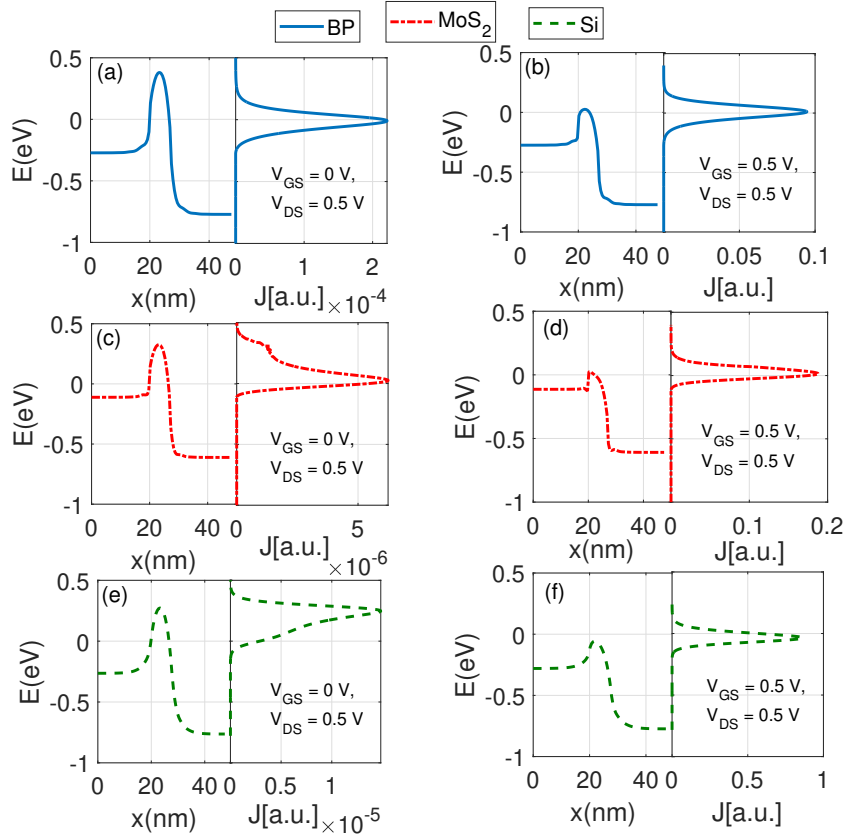 BP
MoS2
Si
(a)
E(eV)
0.5
0
-0.5
-1
0
20
40
x(nm)
VGS = 0 V,
VDS = 0.5 V
0
1
2
J[a.u.]
×10-4
(b)
E(eV)
0.5
0
-0.5
-1
0
20
40
x(nm)
VGS = 0.5 V,
VDS = 0.5 V
0
0.05
0.1
J[a.u.]
(c)
E(eV)
0.5
0
-0.5
-1
0
20
40
x(nm)
VGS = 0 V,
VDS = 0.5 V
0
5
J[a.u.]
×10-6
(d)
E(eV)
0.5
0
-0.5
-1
0
20
40
x(nm)
VGS = 0.5 V,
VDS = 0.5 V
0
0.1
0.2
J[a.u.]
(e)
E(eV)
0.5
0
-0.5
-1
0
20
40
x(nm)
VGS = 0 V,
VDS = 0.5 V
0
0.5
1
J[a.u.]
×10-5
(f)
E(eV)
0.5
0
-0.5
-1
0
20
40
x(nm)
VGS = 0.5 V,
VDS = 0.5 V
0
0.5
1
J[a.u.]